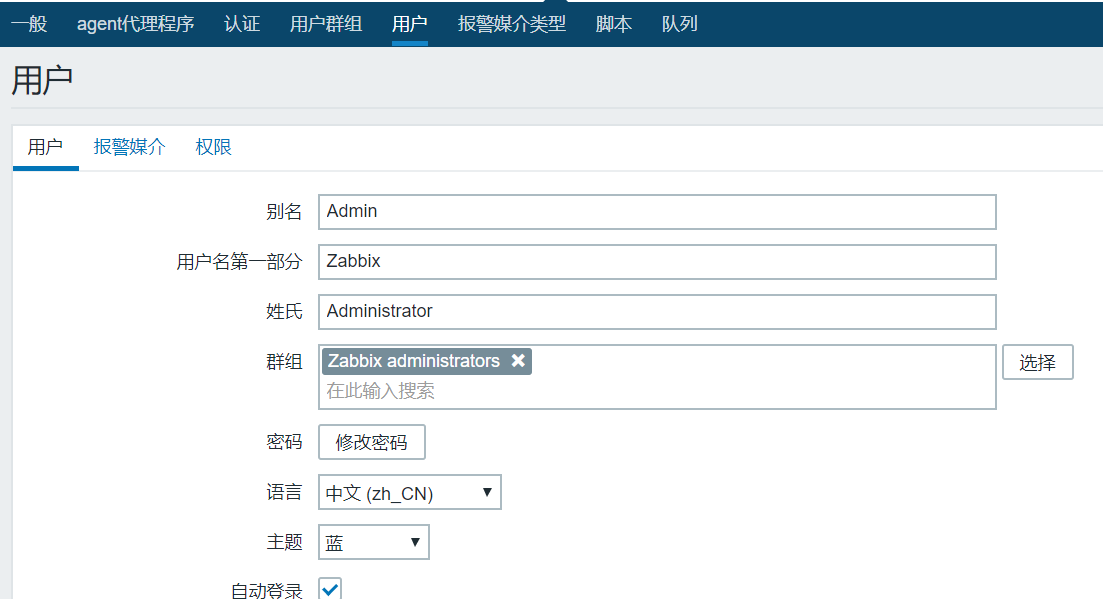 一般 agent代理程序 认证 用户群组 用户 报警媒介类型 脚本 队列
用户
用户 报警媒介 权限
别名 Admin
用户名第一部分 Zabbix
姓氏 Administrator
群组 Zabbix administrators 选择
在此输入搜索
密码 修改密码
语言 中文 (zh_CN)
主题 蓝
自动登录